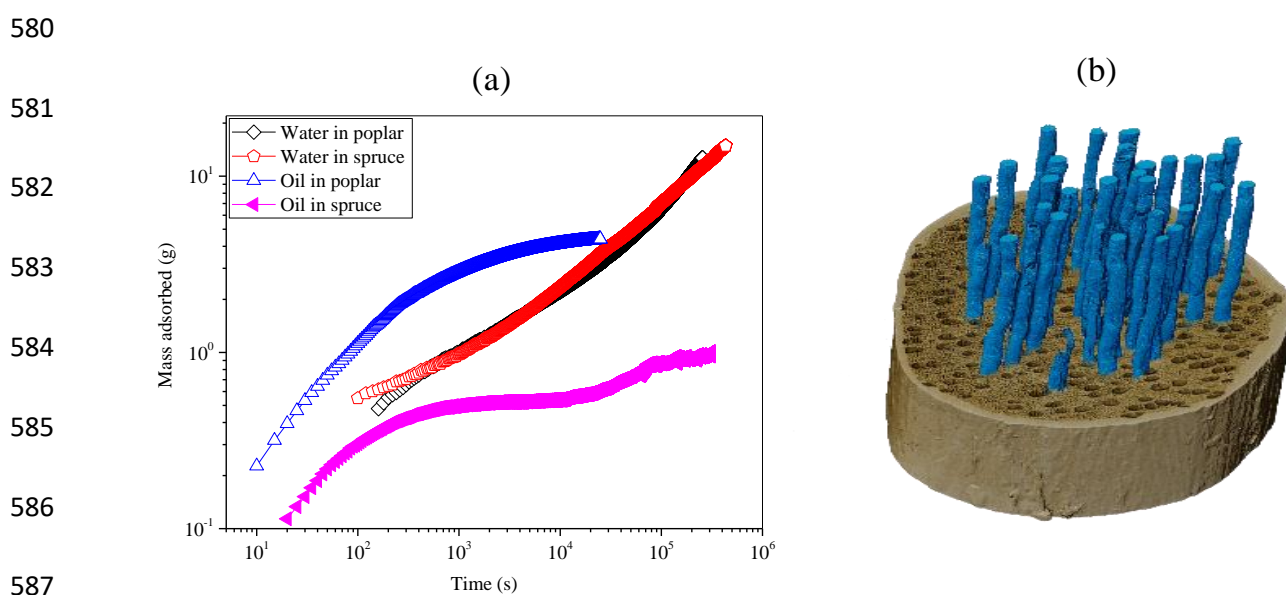 580
(a)
(b)
581
Water in poplar
Water in spruce
Oil in poplar
Oil in spruce
10^1
582
583
Mass adsorbed (g)
584
10^0
585
586
10^-1
10^1 10^2 10^3 10^4 10^5 10^6
587
Time (s)